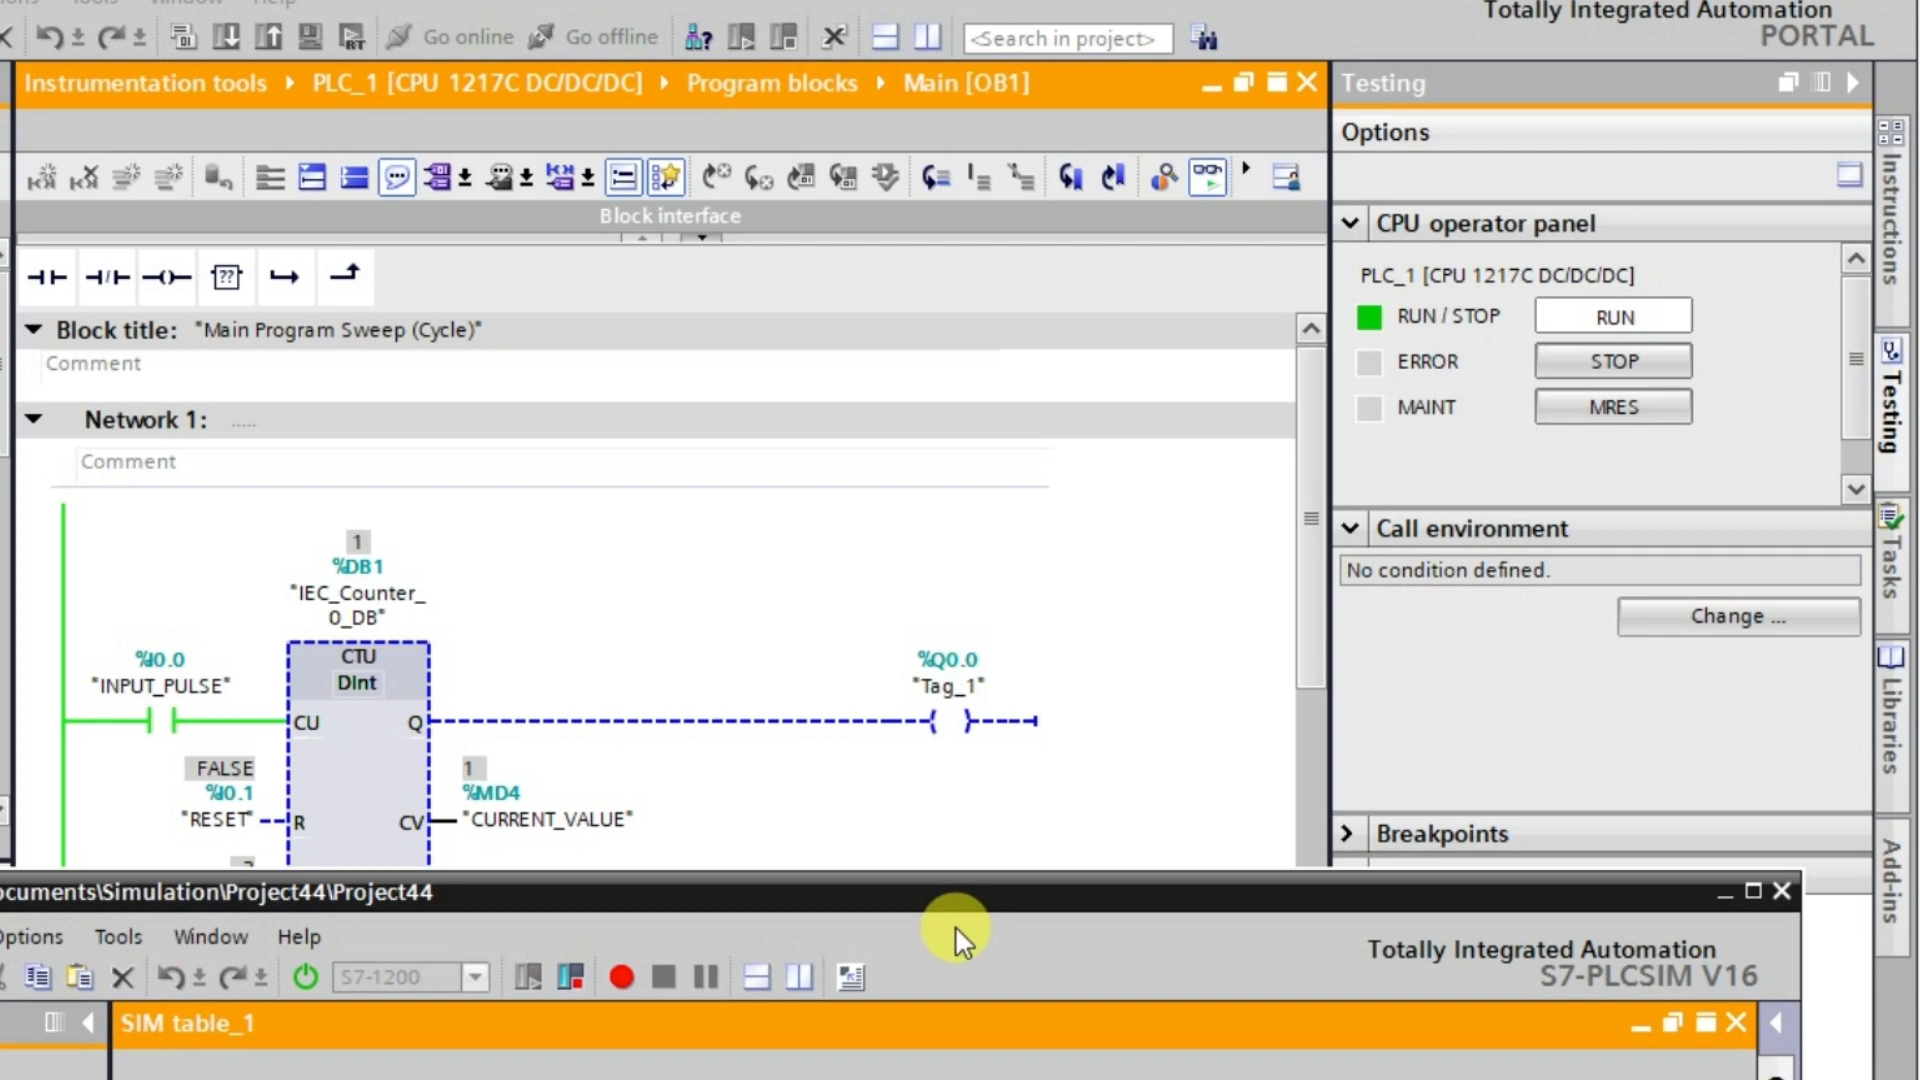 Tools
Window
Help
Totally Integrated Automation
PORTAL
Go online
Go offline
<Search in project>
Instrumentation tools
PLC_1 [CPU 1217C DC/DC/DC]
Program blocks
Main [OB1]
Testing
Options
Block interface
CPU operator panel
PLC_1 [CPU 1217C DC/DC/DC]
RUN / STOP
RUN
ERROR
STOP
MAINT
MRES
??
Block title: "Main Program Sweep (Cycle)"
Comment
Network 1: .....
Comment
Call environment
No condition defined.
Change ...
1
%DB1
"IEC_Counter_
0_DB"
CTU
DInt
%I0.0
"INPUT_PULSE"
CU
Q
%Q0.0
"Tag_1"
FALSE
%I0.1
"RESET"
R
CV
1
%MD4
"CURRENT_VALUE"
Breakpoints
Instructions
Testing
Tasks
Libraries
Add-ins
ocuments\Simulation\Project44\Project44
Options
Tools
Window
Help
Totally Integrated Automation
S7-PLCSIM V16
S7-1200
SIM table_1